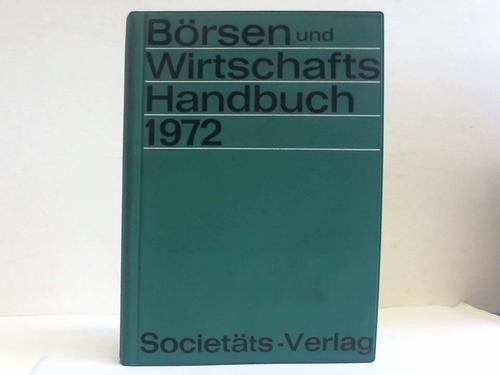 Börsen und
Wirtschafts
Handbuch
1972
Societäts-Verlag